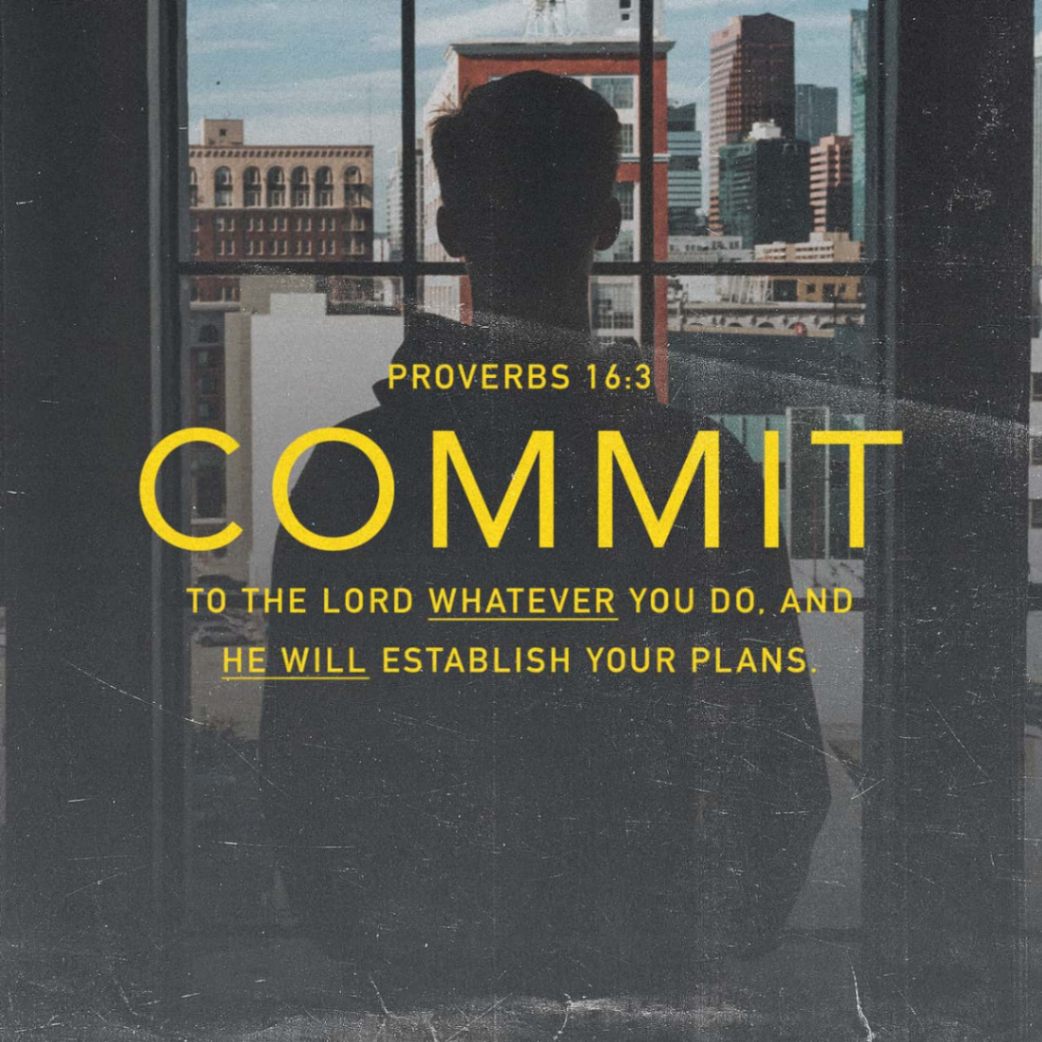 PROVERBS 16:3
COMMIT
TO THE LORD WHATEVER YOU DO, AND
HE WILL ESTABLISH YOUR PLANS.